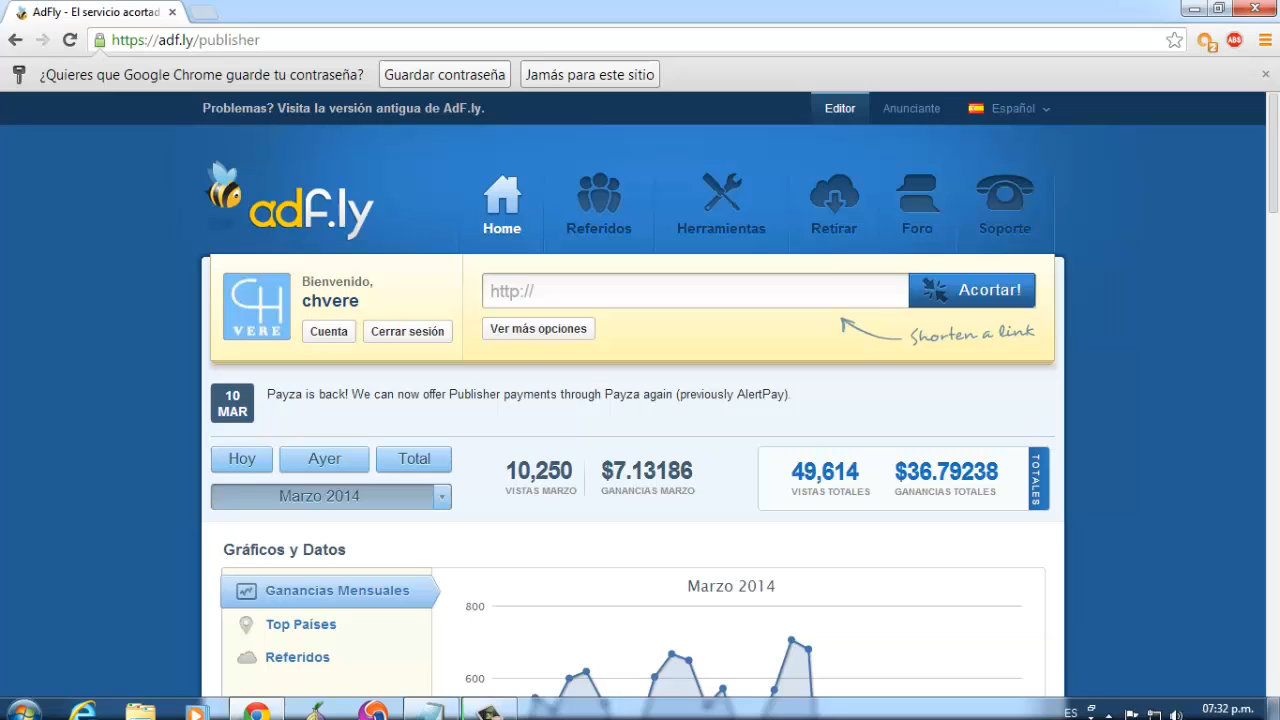 AdFly - El servicio acortad
https://adf.ly/publisher
2
ABS
¿Quieres que Google Chrome guarde tu contraseña?
Guardar contraseña
Jamás para este sitio
Problemas? Visita la versión antigua de AdF.ly.
Editor
Anunciante
Español
adf.ly
Home
Referidos
Herramientas
Retirar
Foro
Soporte
CH
VERE
Bienvenido,
chvere
Cuenta
Cerrar sesión
http://
Acortar!
Ver más opciones
Shorten a link
10
MAR
Payza is back! We can now offer Publisher payments through Payza again (previously AlertPay).
Hoy
Ayer
Total
Marzo 2014
10,250
VISTAS MARZO
$7.13186
GANANCIAS MARZO
49,614
VISTAS TOTALES
$36.79238
GANANCIAS TOTALES
TOTALES
Gráficos y Datos
Ganancias Mensuales
Top Países
Referidos
Marzo 2014
800
600
ES
07:32 p.m.